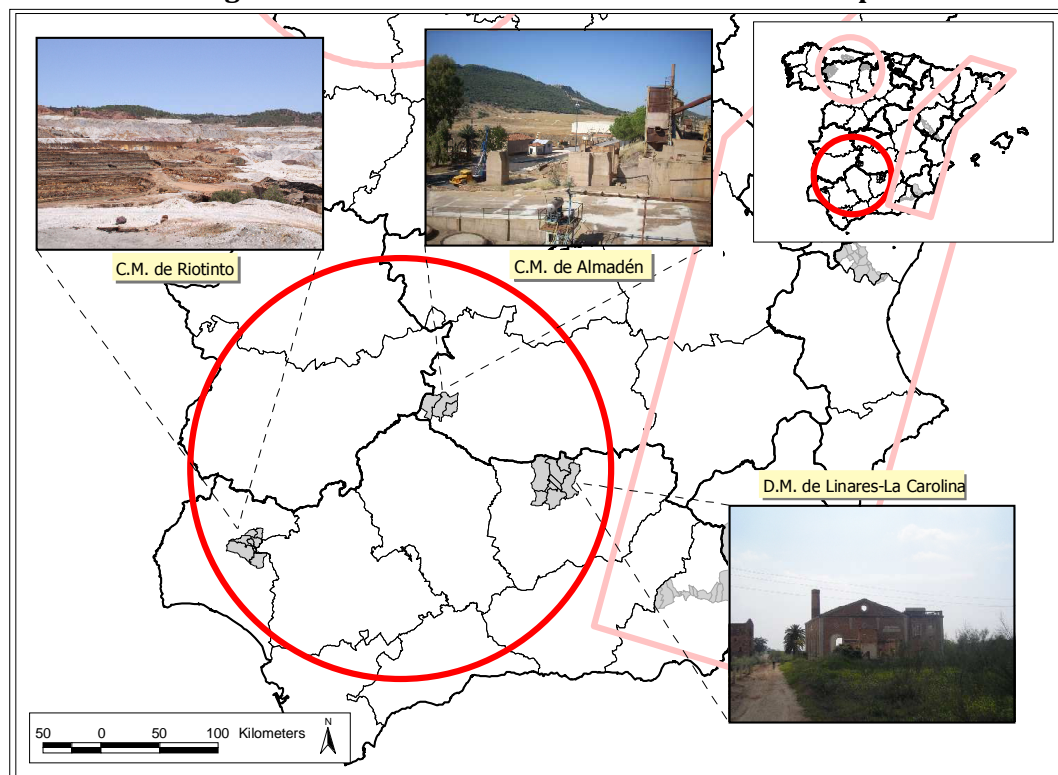 C.M. de Riotinto
C.M. de Almadén
D.M. de Linares-La Carolina
50 0 50 100 Kilometers
N